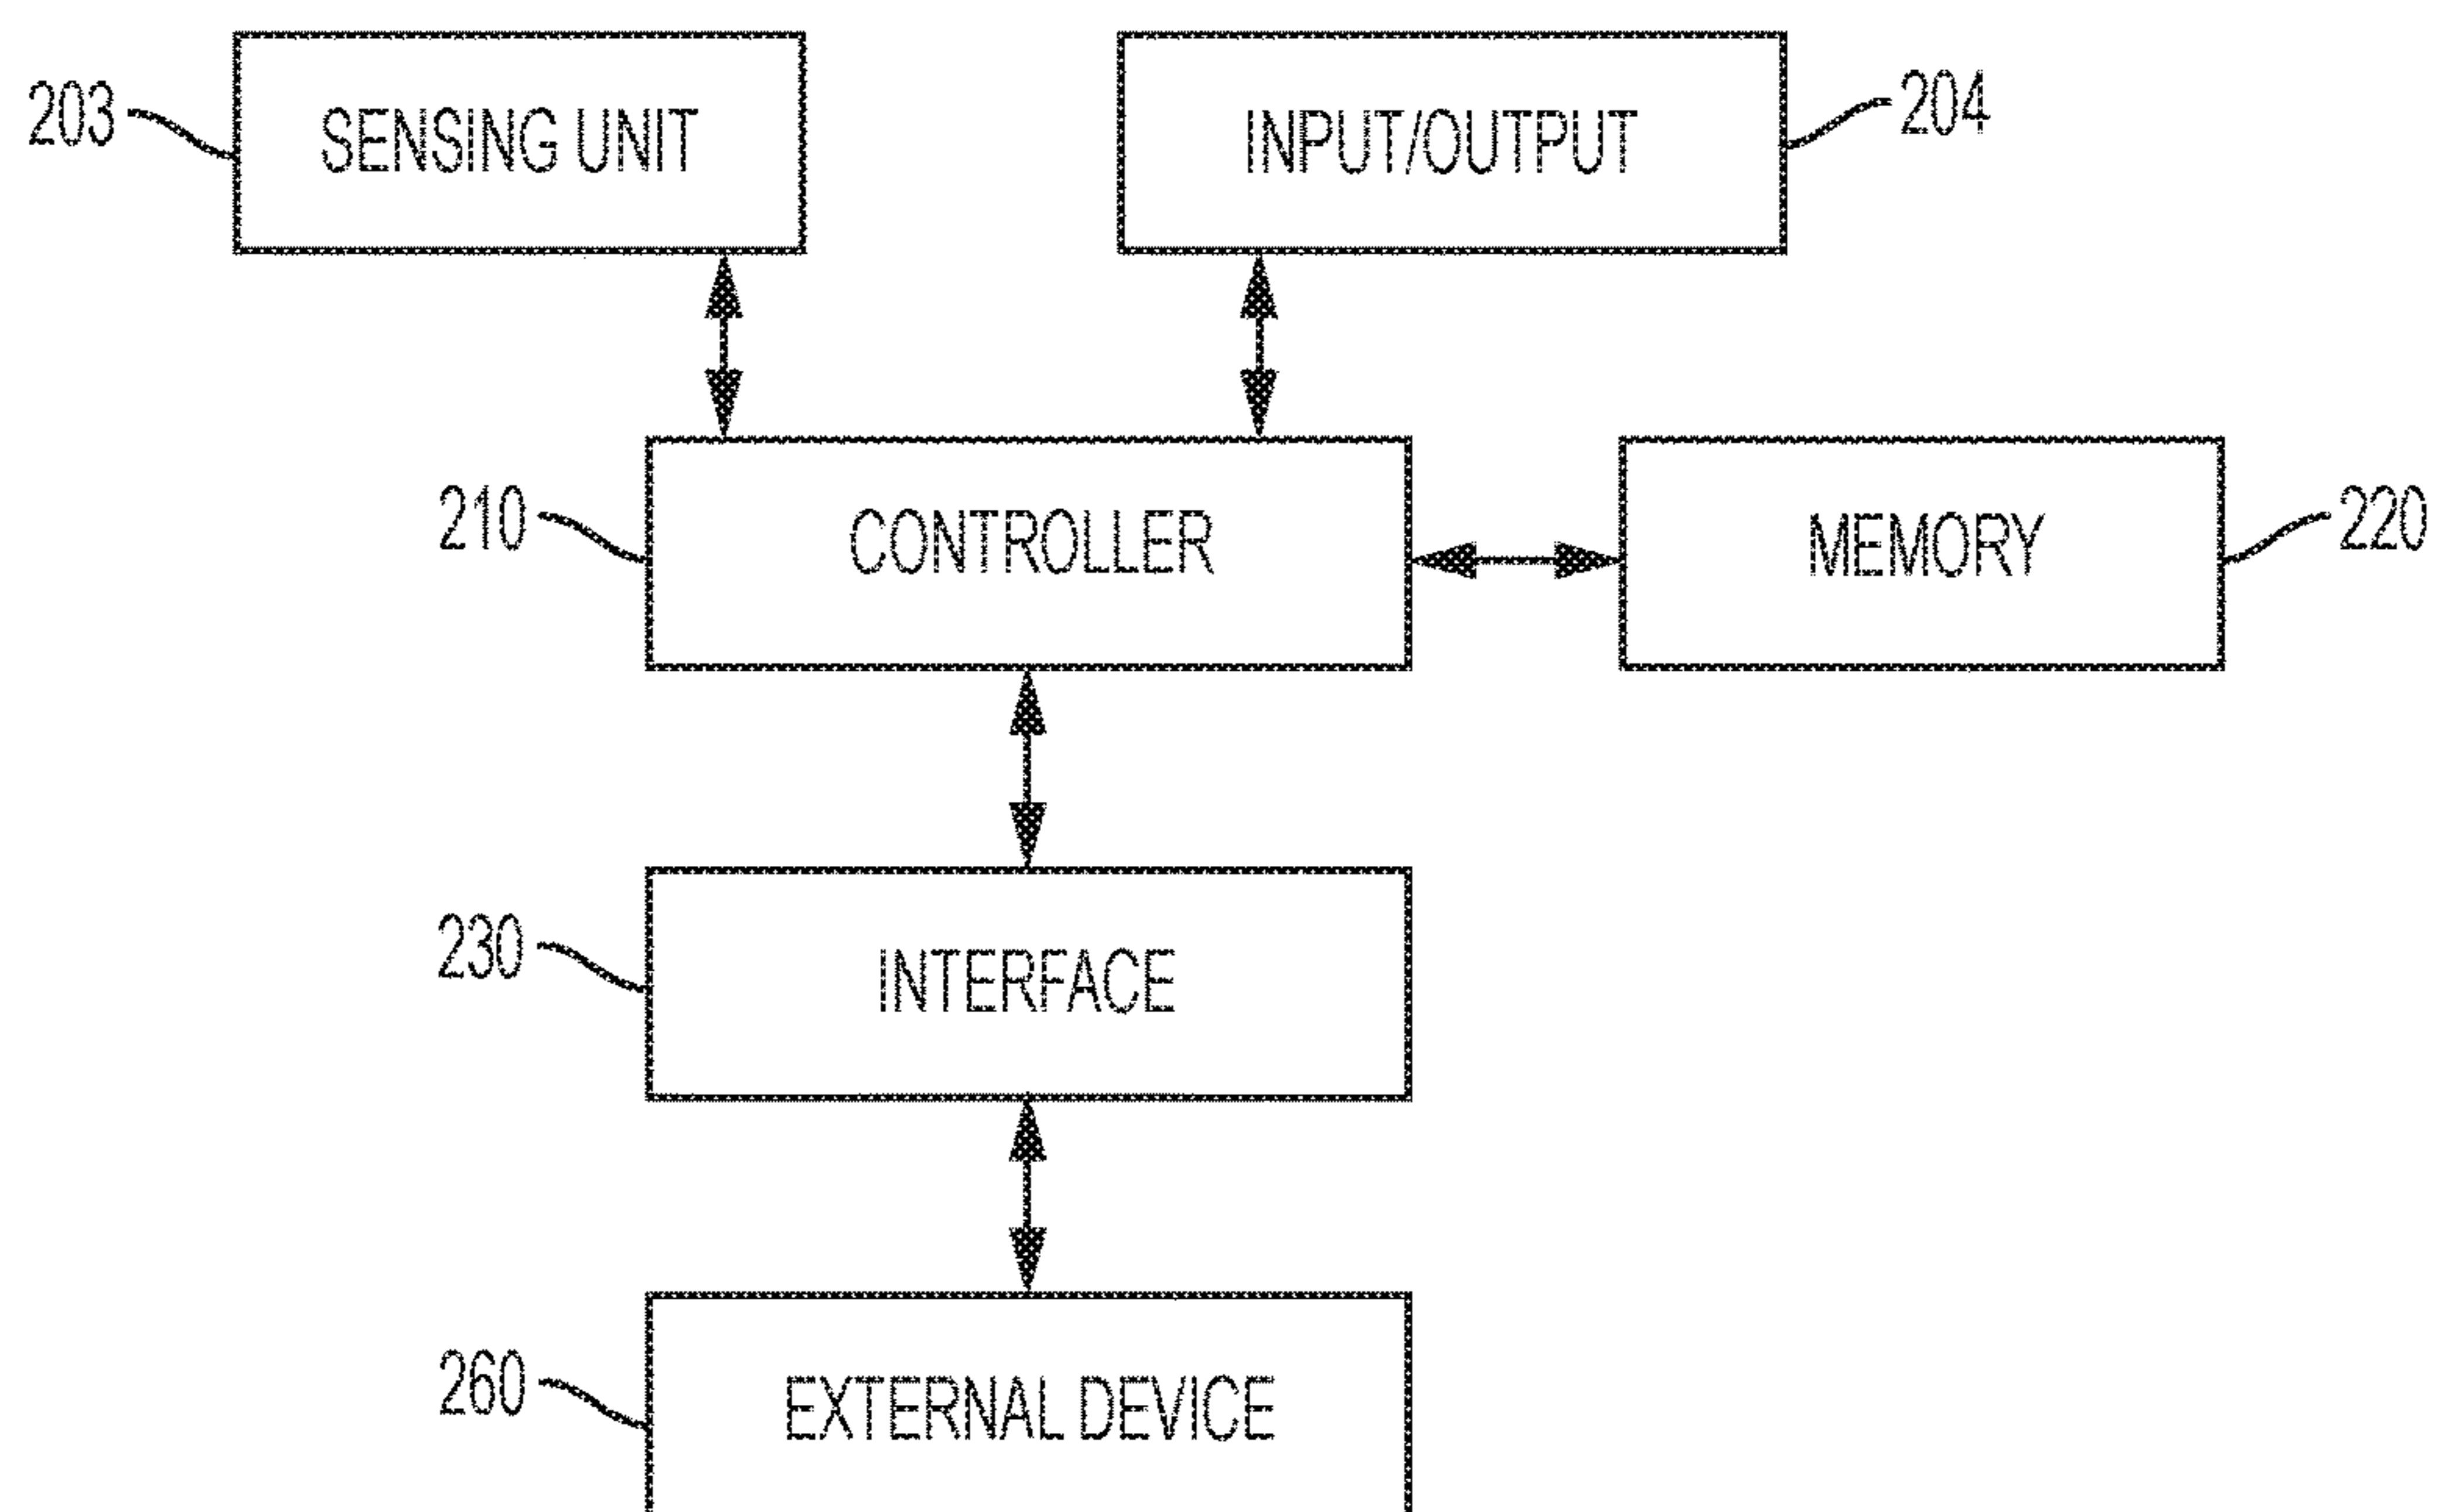 203
SENSING UNIT
INPUT/OUTPUT
204
210
CONTROLLER
MEMORY
220
230
INTERFACE
260
EXTERNAL DEVICE